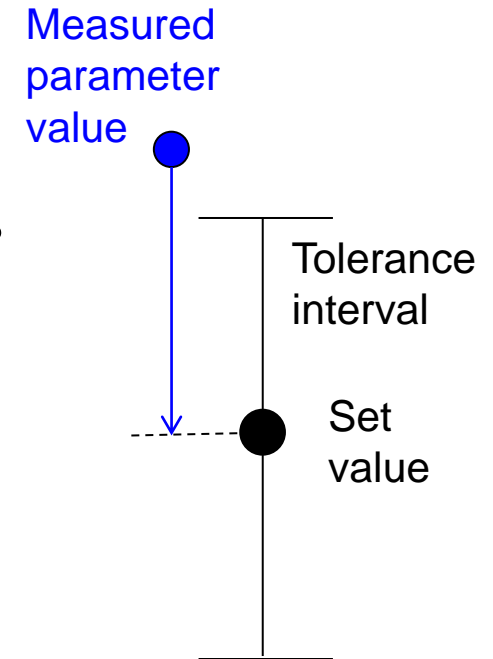 Measured
parameter
value
Tolerance
interval
Set
value